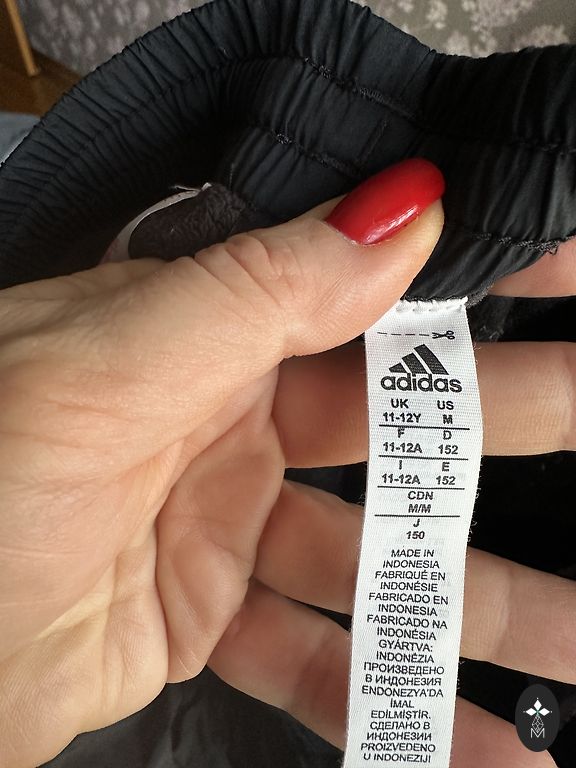 adidas
UK US
11-12Y M
F D
11-12A 152
I E
11-12A 152
CDN
M/M
J
150
MADE IN
INDONESIA
FABRIQUÉ EN
INDONÉSIE
FABRICADO EN
INDONESIA
FABRICADO NA
INDONÉSIA
GYÁRTVA:
INDONÉZIA
ПРОИЗВЕДЕНО
В ИНДОНЕЗИЯ
ENDONEZYA'DA
İMAL
EDİLMİŞTİR.
СДЕЛАНО В
ИНДОНЕЗИИ
PROIZVEDENO
U INDONEZIJI
M